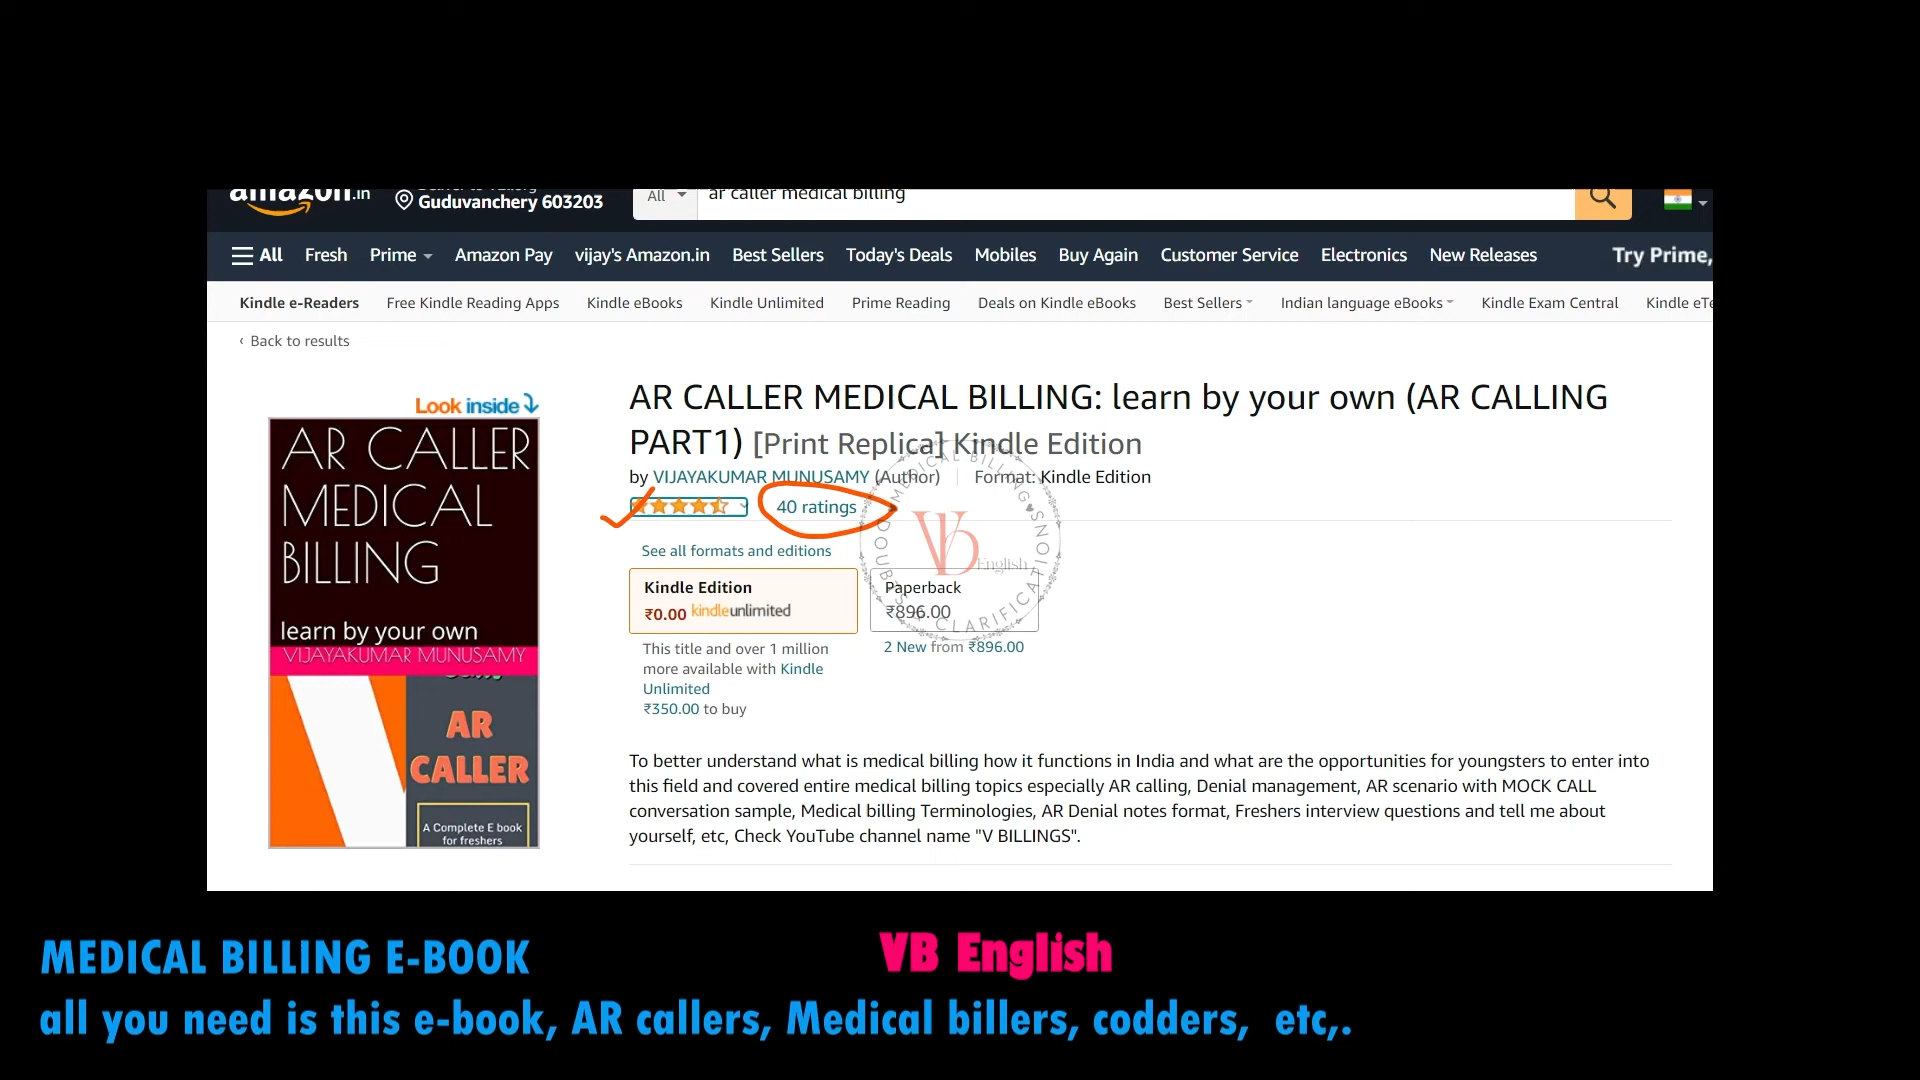 amazon.in
Guduvanchery 603203
All
ar caller medical billing
All Fresh Prime Amazon Pay vijay's Amazon.in Best Sellers Today's Deals Mobiles Buy Again Customer Service Electronics New Releases Try Prime,
Kindle e-Readers Free Kindle Reading Apps Kindle eBooks Kindle Unlimited Prime Reading Deals on Kindle eBooks Best Sellers Indian language eBooks Kindle Exam Central Kindle eTe
‹ Back to results
Look inside
AR CALLER
MEDICAL
BILLING
learn by your own
VIJAYAKUMAR MUNUSAMY
AR
CALLER
A Complete E book
for freshers
AR CALLER MEDICAL BILLING: learn by your own (AR CALLING
PART1) [Print Replica] Kindle Edition
by VIJAYAKUMAR MUNUSAMY (Author) Format: Kindle Edition
40 ratings
See all formats and editions
Kindle Edition
₹0.00 kindleunlimited
This title and over 1 million
more available with Kindle
Unlimited
₹350.00 to buy
Paperback
₹896.00
2 New from ₹896.00
MEDICAL BILLING
DOUBTS
CLARIFICATIONS
VB
English
To better understand what is medical billing how it functions in India and what are the opportunities for youngsters to enter into
this field and covered entire medical billing topics especially AR calling, Denial management, AR scenario with MOCK CALL
conversation sample, Medical billing Terminologies, AR Denial notes format, Freshers interview questions and tell me about
yourself, etc, Check YouTube channel name "V BILLINGS".
MEDICAL BILLING E-BOOK
VB English
all you need is this e-book, AR callers, Medical billers, codders, etc,.